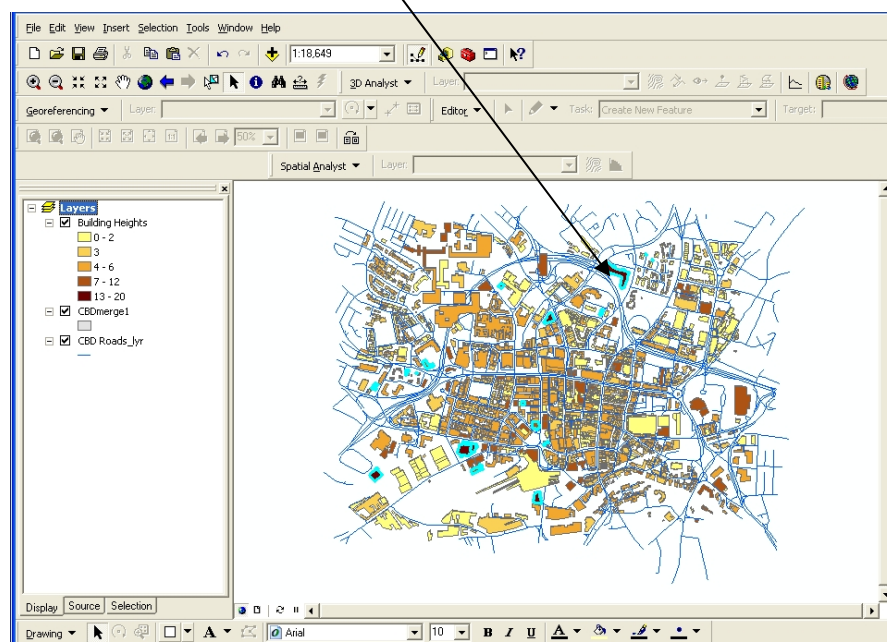 File Edit View Insert Selection Tools Window Help
1:18,649
3D Analyst Layer:
Georeferencing Layer: Editor Task: Create New Feature Target:
50%
Spatial Analyst Layer:
Layers
Building Heights
0 - 2
3
4 - 6
7 - 12
13 - 20
CBDmerge1
CBD Roads_lyr
Display Source Selection
Drawing A Arial 10 B I U A